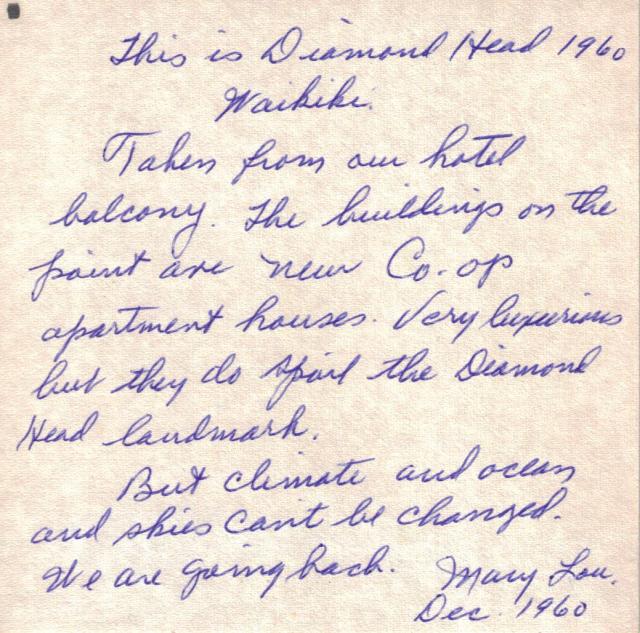 This is Diamond Head 1960
Waikiki.
Taken from our hotel
balcony. The buildings on the
point are new Co-op
apartment houses. Very luxurious
but they do spoil the Diamond
Head landmark.
But climate and ocean
and skies can't be changed.
We are going back. Mary Lou.
Dec. 1960